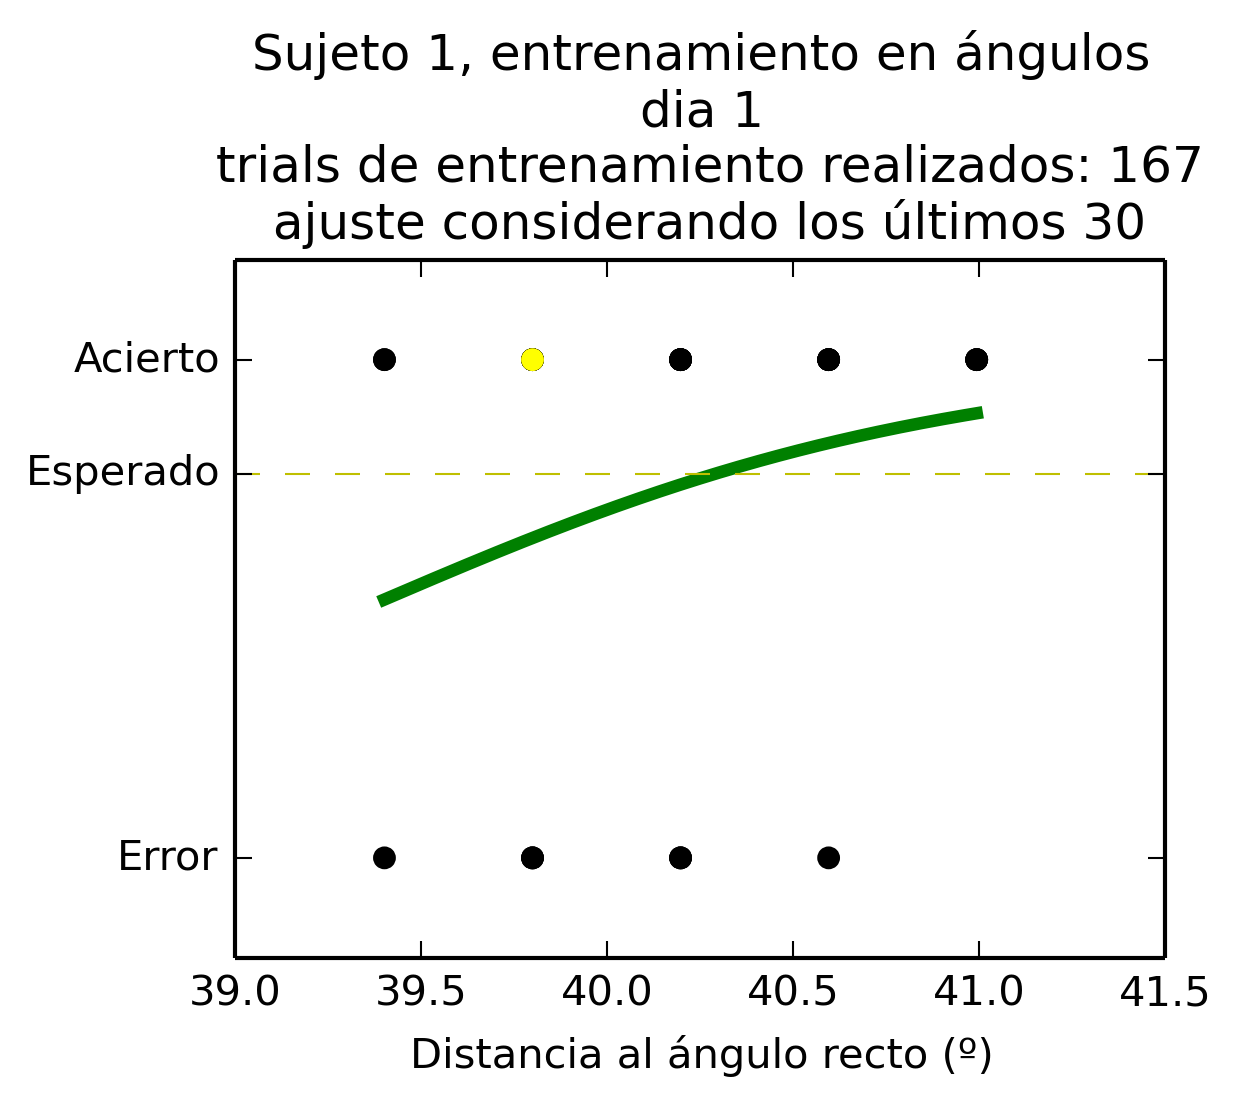 Sujeto 1, entrenamiento en ángulos
dia 1
trials de entrenamiento realizados: 167
ajuste considerando los últimos 30
Acierto
Esperado
Error
39.0 39.5 40.0 40.5 41.0 41.5
Distancia al ángulo recto (º)